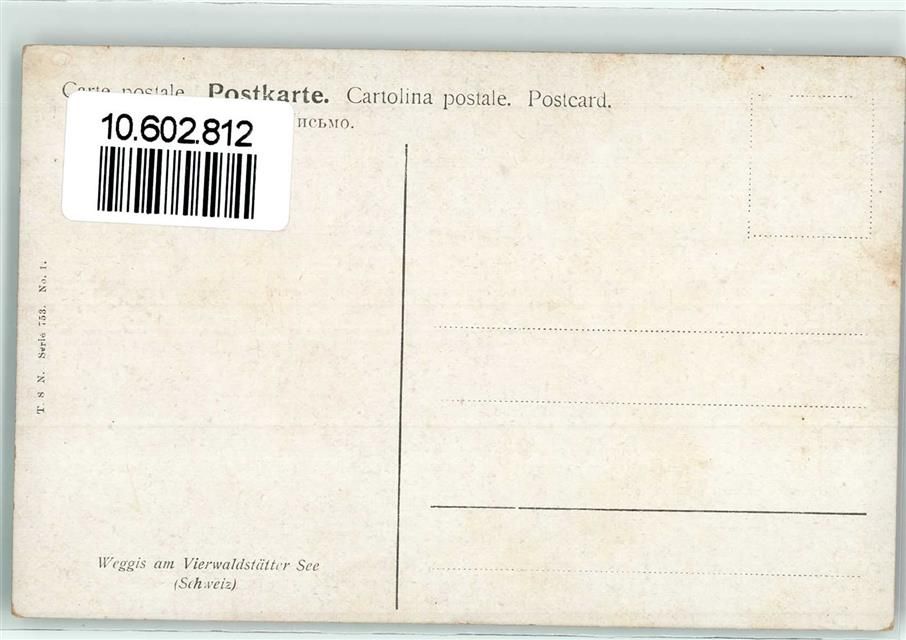 Carte postale. Postkarte. Cartolina postale. Postcard.
письмо.
10.602.812
T. S N. Serie 753. No. 1.
Weggis am Vierwaldstätter See
(Schweiz)